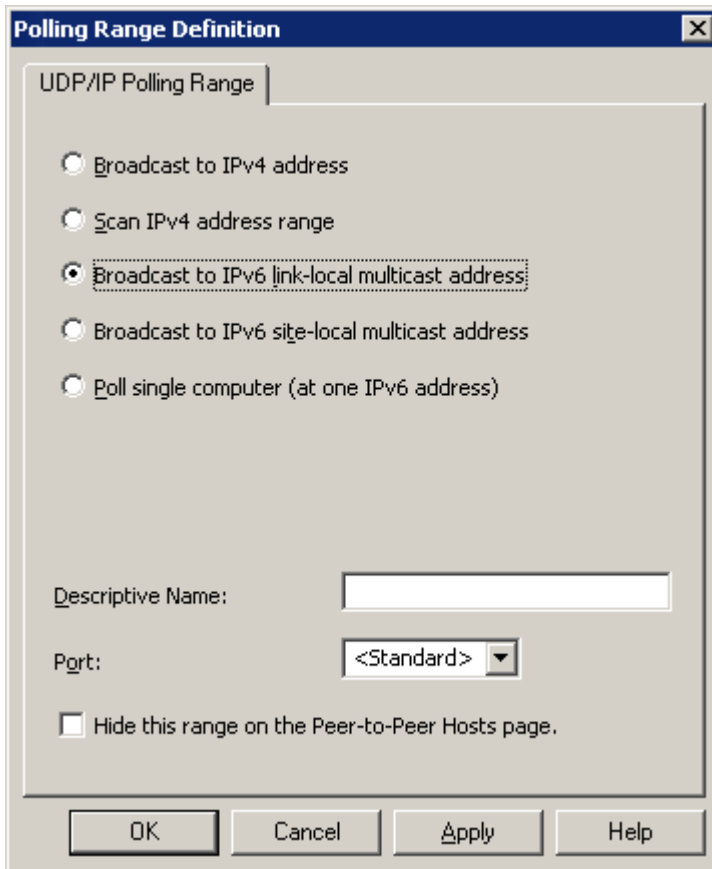 Polling Range Definition
UDP/IP Polling Range
Broadcast to IPv4 address
Scan IPv4 address range
Broadcast to IPv6 link-local multicast address
Broadcast to IPv6 site-local multicast address
Poll single computer (at one IPv6 address)
Descriptive Name:
Port: <Standard>
Hide this range on the Peer-to-Peer Hosts page.
OK Cancel Apply Help